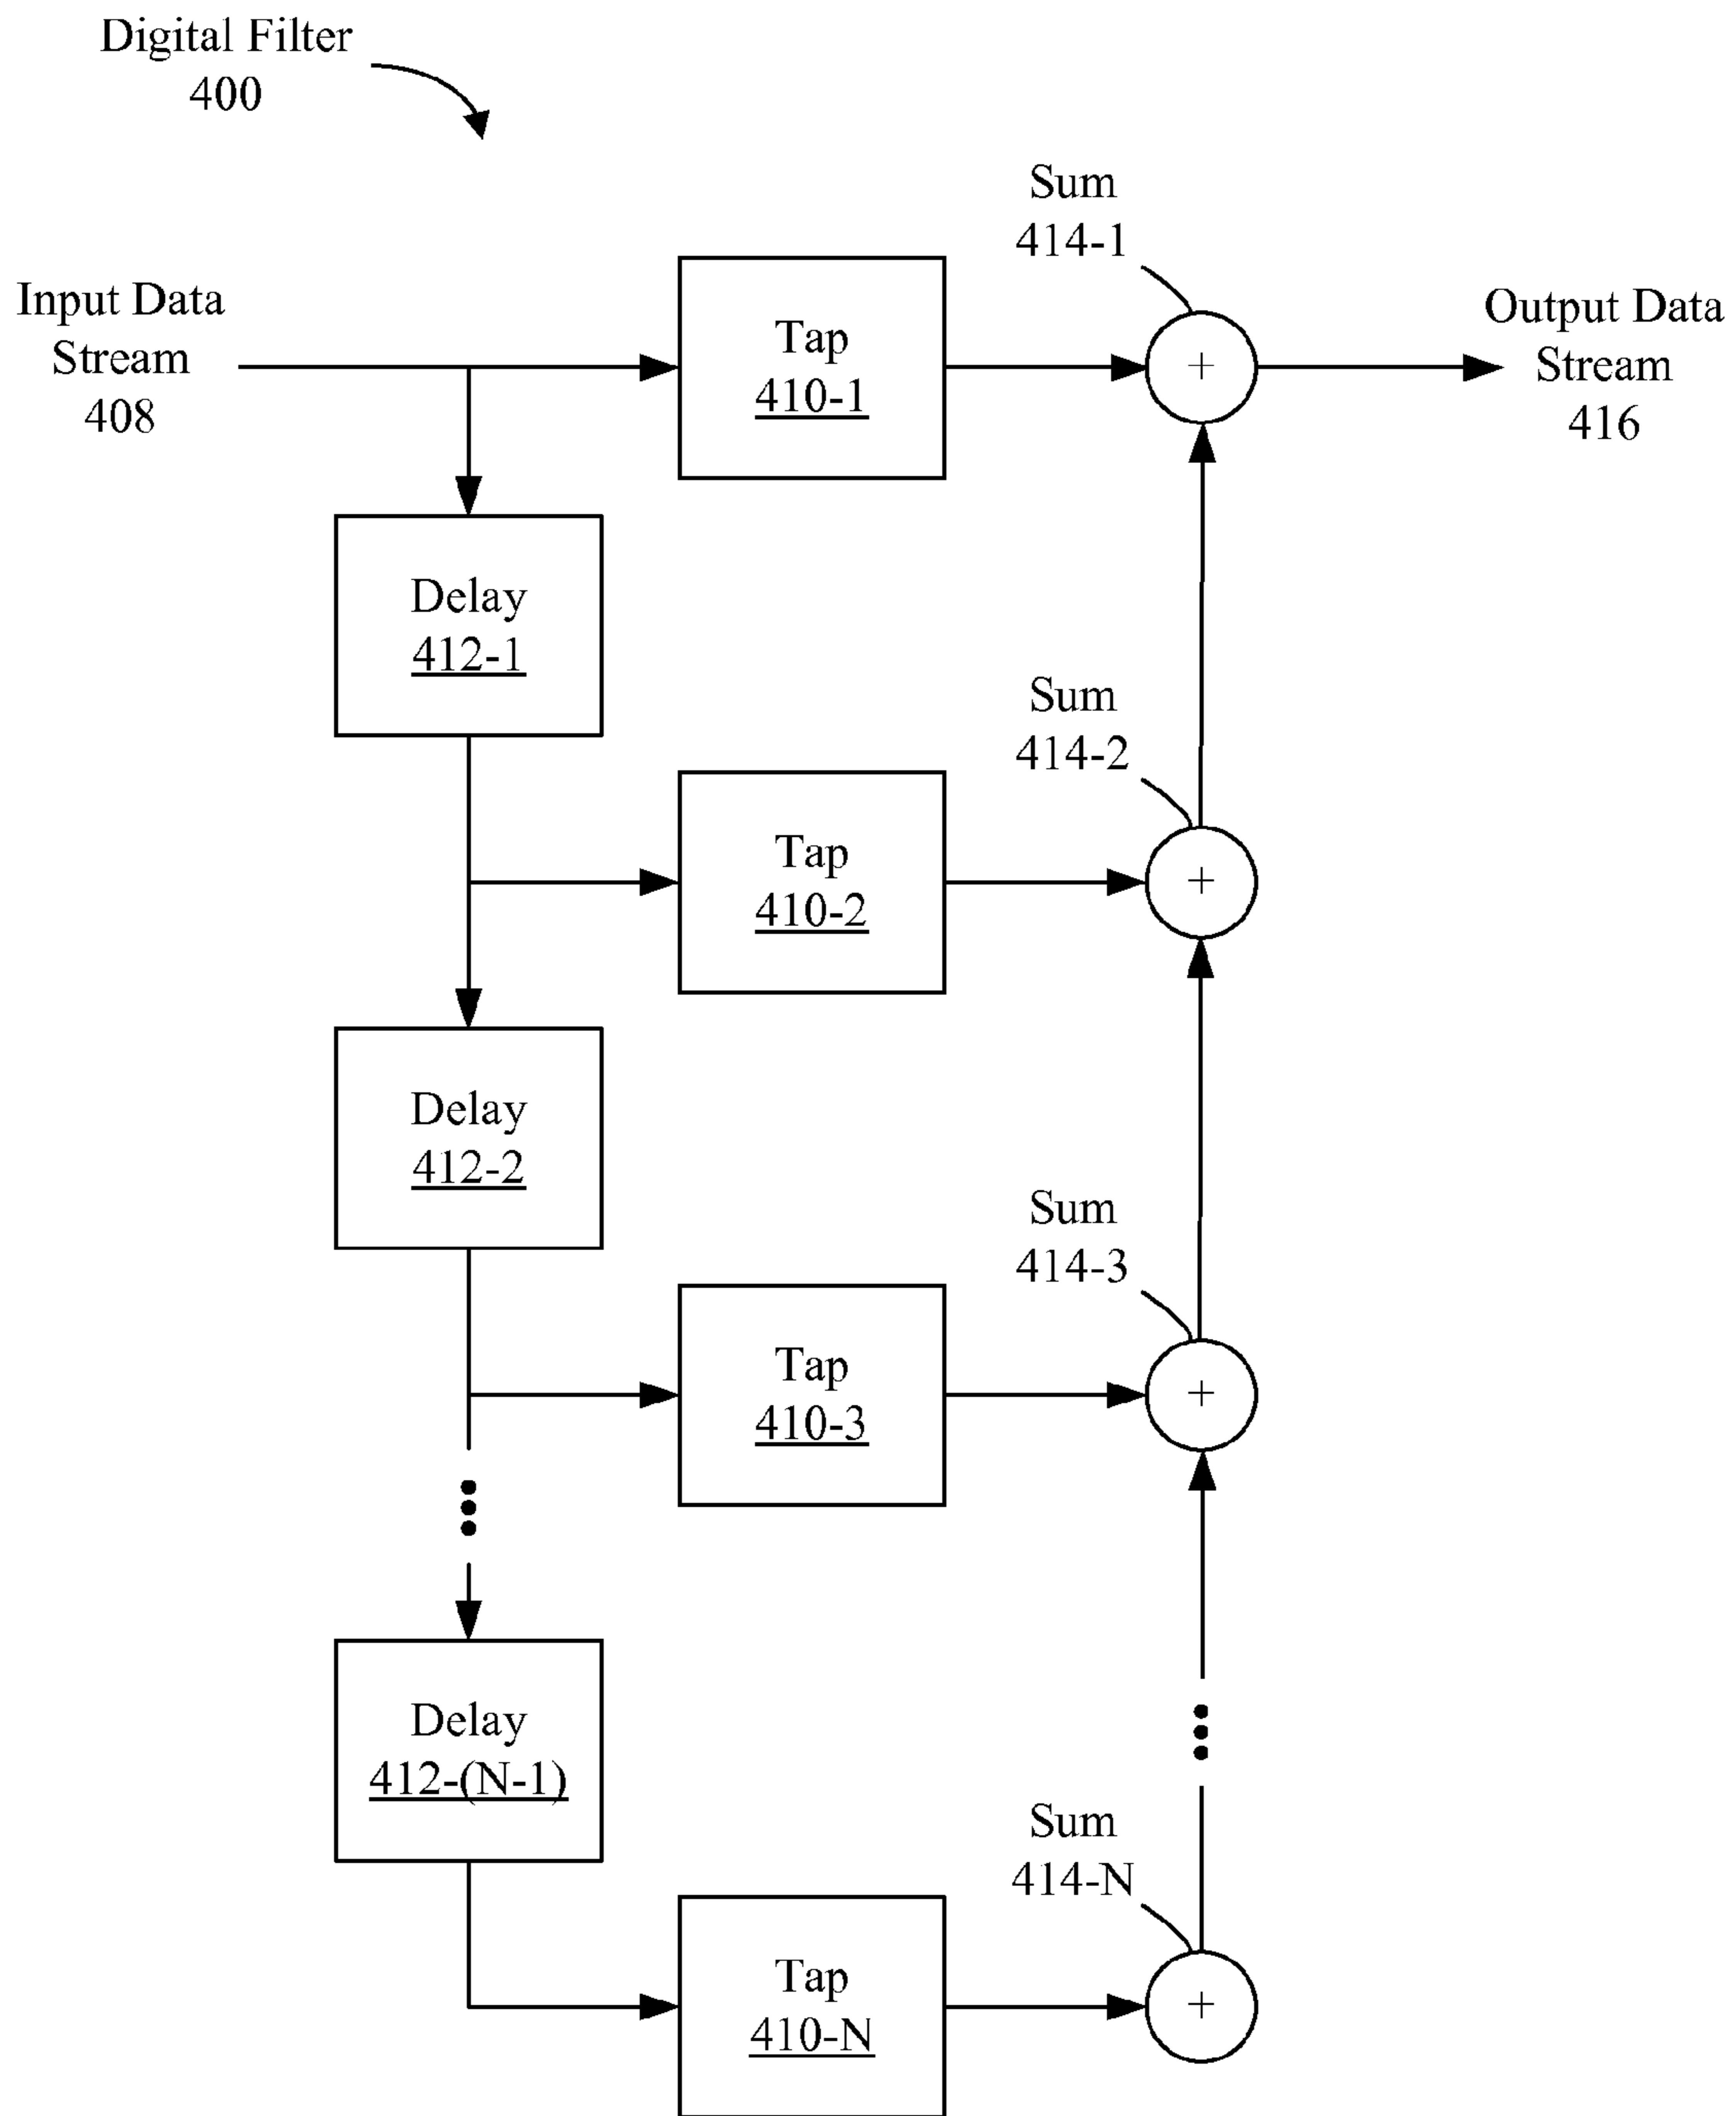 Digital Filter
400
Sum
414-1
Input Data
Stream
408
Tap
410-1
+
Output Data
Stream
416
Delay
412-1
Sum
414-2
Tap
410-2
+
Delay
412-2
Sum
414-3
Tap
410-3
+
Delay
412-(N-1)
Sum
414-N
Tap
410-N
+